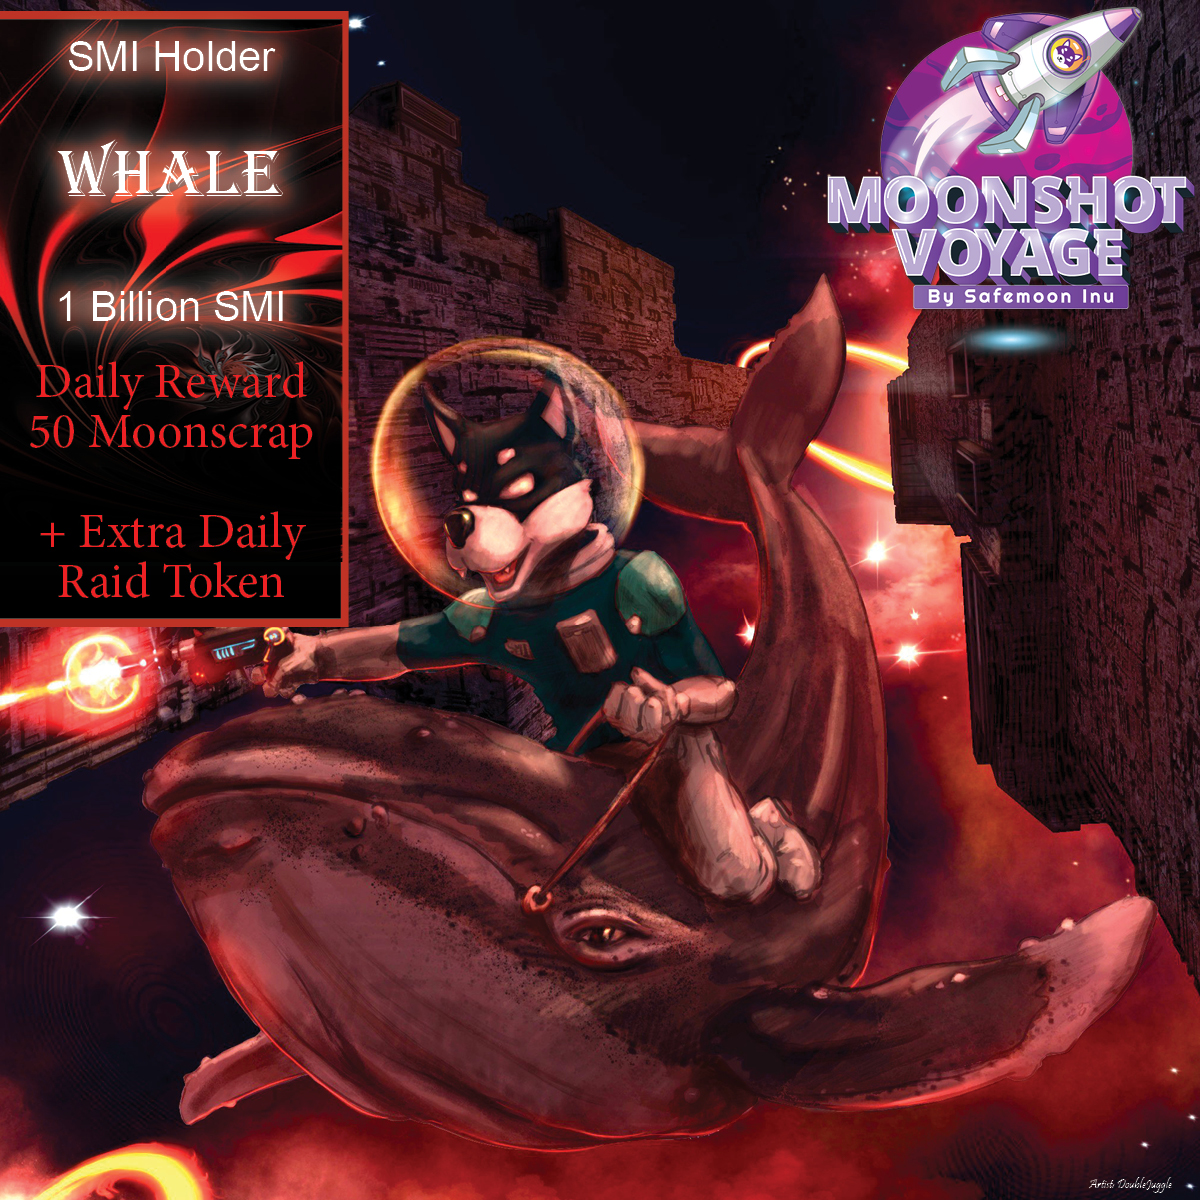 SMI Holder
WHALE
1 Billion SMI
Daily Reward
50 Moonscrap
+ Extra Daily
Raid Token
MOONSHOT
VOYAGE
By Safemoon Inu
SMI
Artist: DoubleJuggle